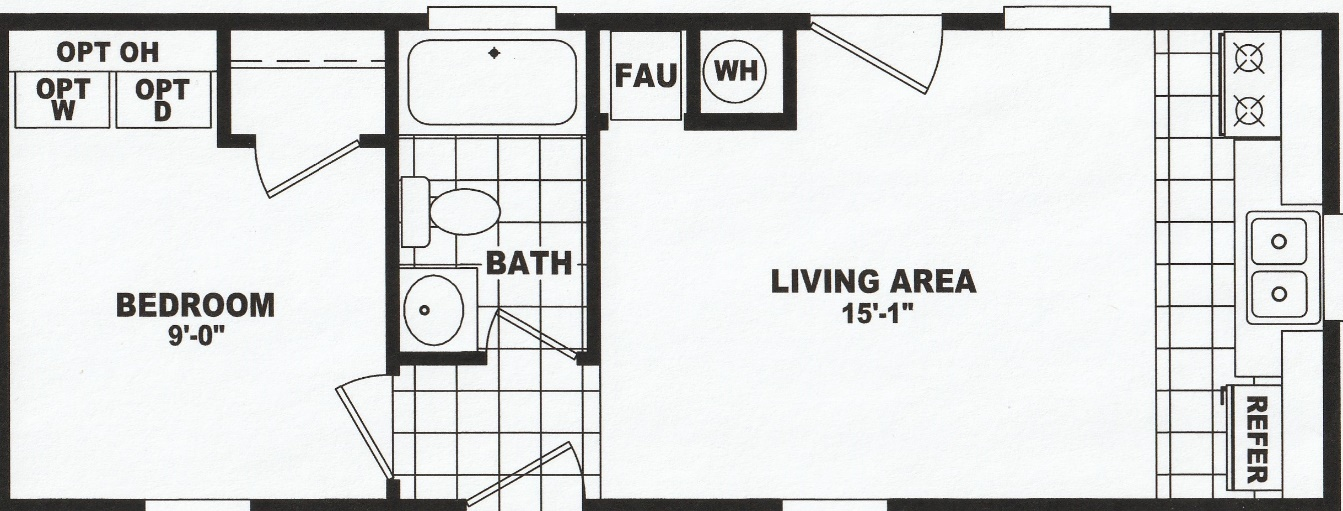 OPT OH
OPT
W
OPT
D
FAU
WH
BATH
BEDROOM
9'-0"
LIVING AREA
15'-1"
REFER